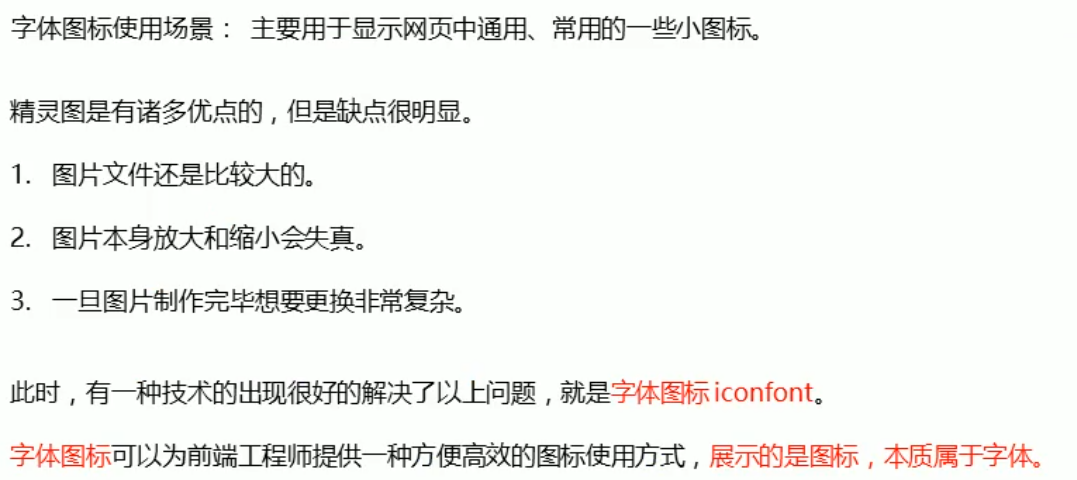 字体图标使用场景： 主要用于显示网页中通用、常用的一些小图标。
精灵图是有诸多优点的，但是缺点很明显。
1. 图片文件还是比较大的。
2. 图片本身放大和缩小会失真。
3. 一旦图片制作完毕想要更换非常复杂。
此时，有一种技术的出现很好的解决了以上问题，就是字体图标 iconfont。
字体图标可以为前端工程师提供一种方便高效的图标使用方式，展示的是图标，本质属于字体。